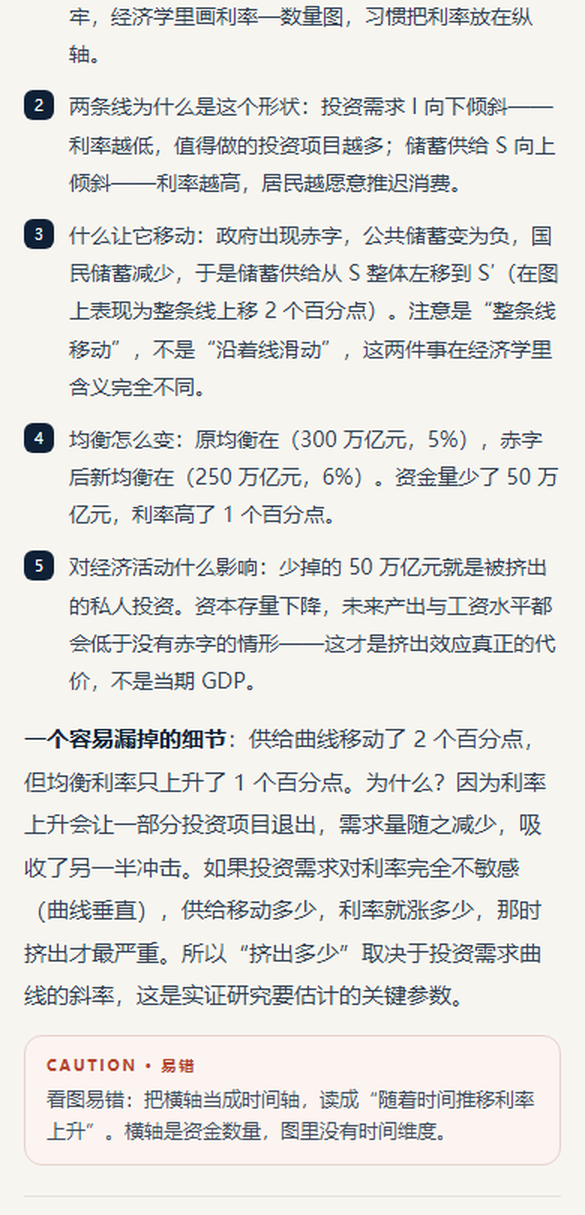 牢，经济学里画利率—数量图，习惯把利率放在纵
轴。
2 两条线为什么是这个形状：投资需求 I 向下倾斜——
利率越低，值得做的投资项目越多；储蓄供给 S 向上
倾斜——利率越高，居民越愿意推迟消费。
3 什么让它移动：政府出现赤字，公共储蓄变为负，国
民储蓄减少，于是储蓄供给从 S 整体左移到 S′（在图
上表现为整条线上移 2 个百分点）。注意是“整条线
移动”，不是“沿着线滑动”，这两件事在经济学里
含义完全不同。
4 均衡怎么变：原均衡在（300 万亿元，5%），赤字
后新均衡在（250 万亿元，6%）。资金量少了 50 万
亿元，利率高了 1 个百分点。
5 对经济活动什么影响：少掉的 50 万亿元就是被挤出
的私人投资。资本存量下降，未来产出与工资水平都
会低于没有赤字的情形——这才是挤出效应真正的代
价，不是当期 GDP。
一个容易漏掉的细节：供给曲线移动了 2 个百分点，
但均衡利率只上升了 1 个百分点。为什么？因为利率
上升会让一部分投资项目退出，需求量随之减少，吸
收了另一半冲击。如果投资需求对利率完全不敏感
（曲线垂直），供给移动多少，利率就涨多少，那时
挤出才最严重。所以“挤出多少”取决于投资需求曲
线的斜率，这是实证研究要估计的关键参数。
CAUTION • 易错
看图易错：把横轴当成时间轴，读成“随着时间推移利率
上升”。横轴是资金数量，图里没有时间维度。